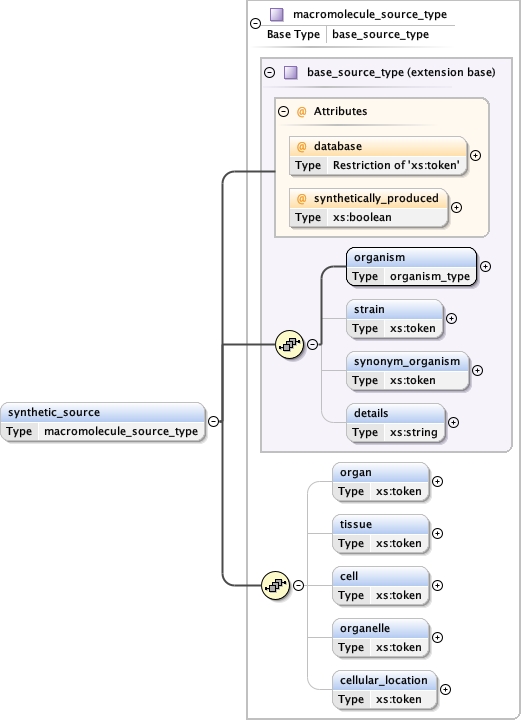 macromolecule_source_type
Base Type base_source_type
base_source_type (extension base)
@ Attributes
@ database
Type Restriction of 'xs:token'
@ synthetically_produced
Type xs:boolean
organism
Type organism_type
strain
Type xs:token
synonym_organism
Type xs:token
details
Type xs:string
synthetic_source
Type macromolecule_source_type
organ
Type xs:token
tissue
Type xs:token
cell
Type xs:token
organelle
Type xs:token
cellular_location
Type xs:token